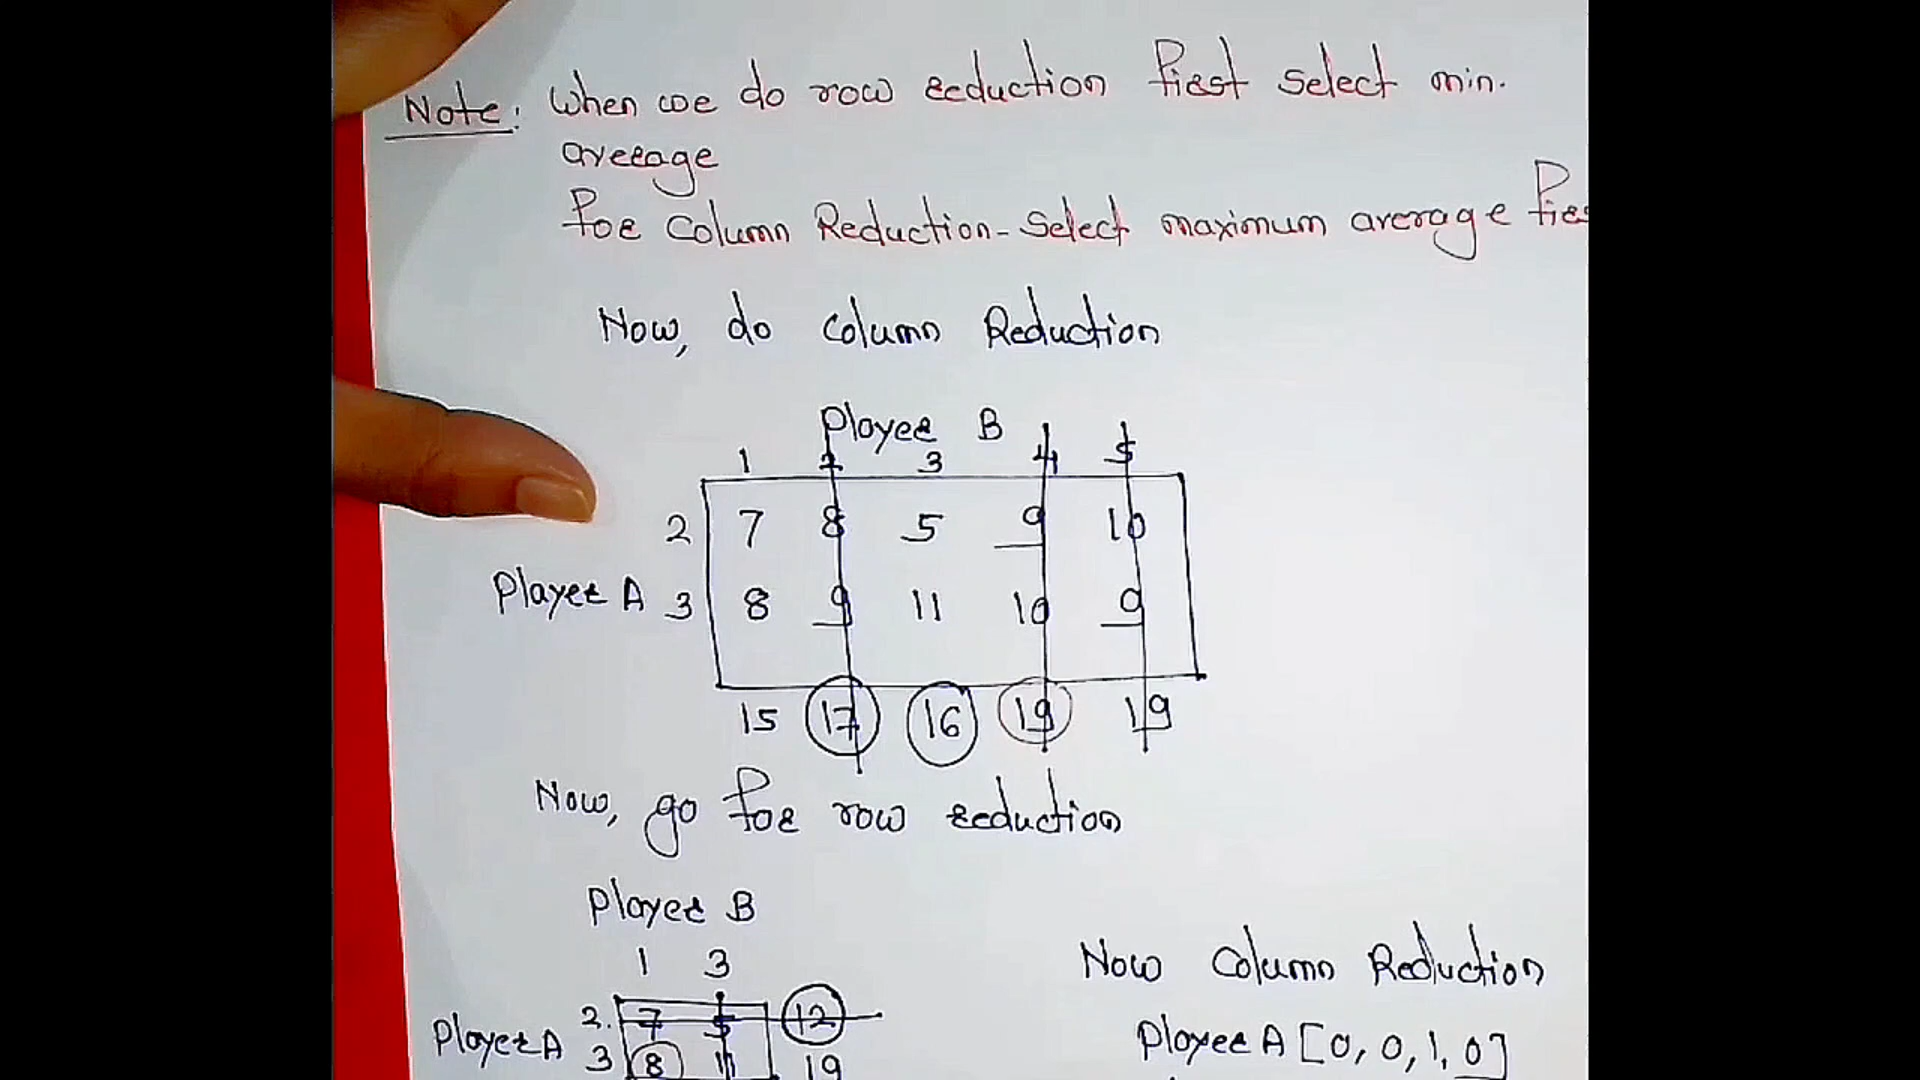 Note: When we do row reduction first select min.
average
for Column Reduction - Select maximum average firs
Now, do Column Reduction
Player B
1 2 3 4 5
2 7 8 5 9 10
Player A 3 8 9 11 10 9
15 17 16 19 19
Now, go for row reduction
Player B
1 3
2. 7 5 12
Player A 3 8 11 19
Now Column Reduction
Player A [0, 0, 1, 0]